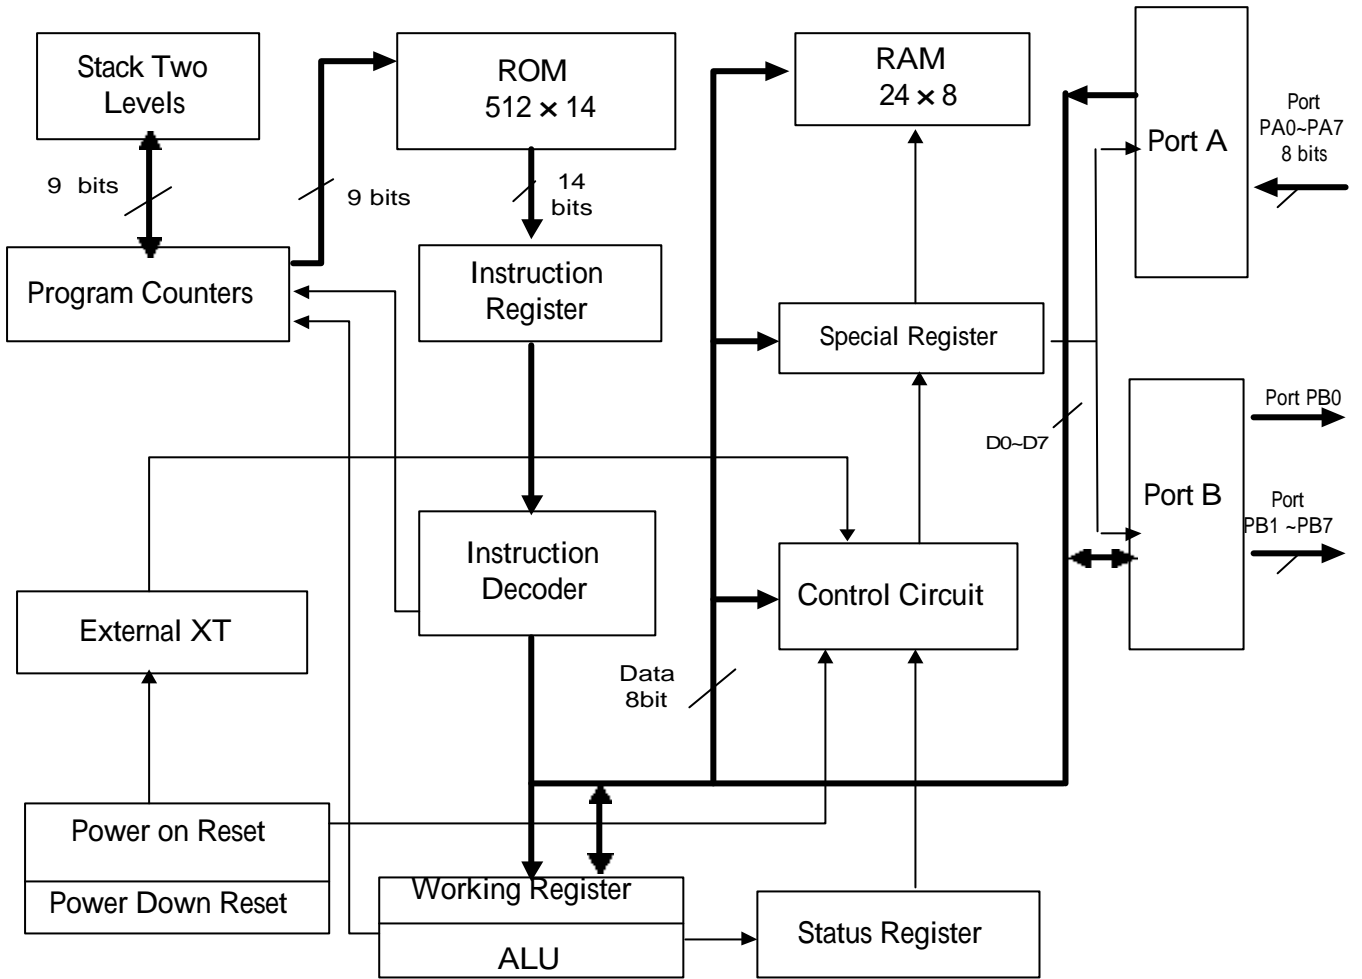 Stack Two
Levels
ROM
512 × 14
RAM
24 × 8
Port A
Port
PA0~PA7
8 bits
9 bits
9 bits
14
bits
Program Counters
Instruction
Register
Special Register
Port PB0
D0~D7
Port B
Port
PB1 ~PB7
Instruction
Decoder
Control Circuit
External XT
Data
8bit
Power on Reset
Power Down Reset
Working Register
ALU
Status Register